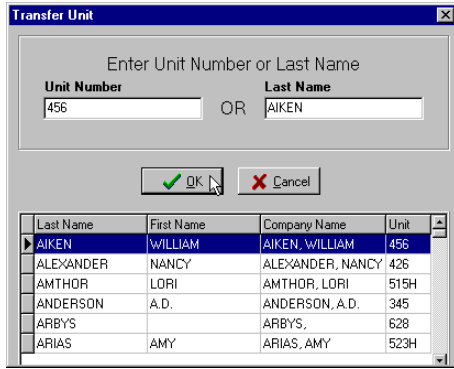 Transfer Unit
Enter Unit Number or Last Name
Unit Number Last Name
456 OR AIKEN
OK Cancel
Last Name First Name Company Name Unit
AIKEN WILLIAM AIKEN, WILLIAM 456
ALEXANDER NANCY ALEXANDER, NANCY 426
AMTHOR LORI AMTHOR, LORI 515H
ANDERSON A.D. ANDERSON, A.D. 345
ARBYS ARBYS, 628
ARIAS AMY ARIAS, AMY 523H